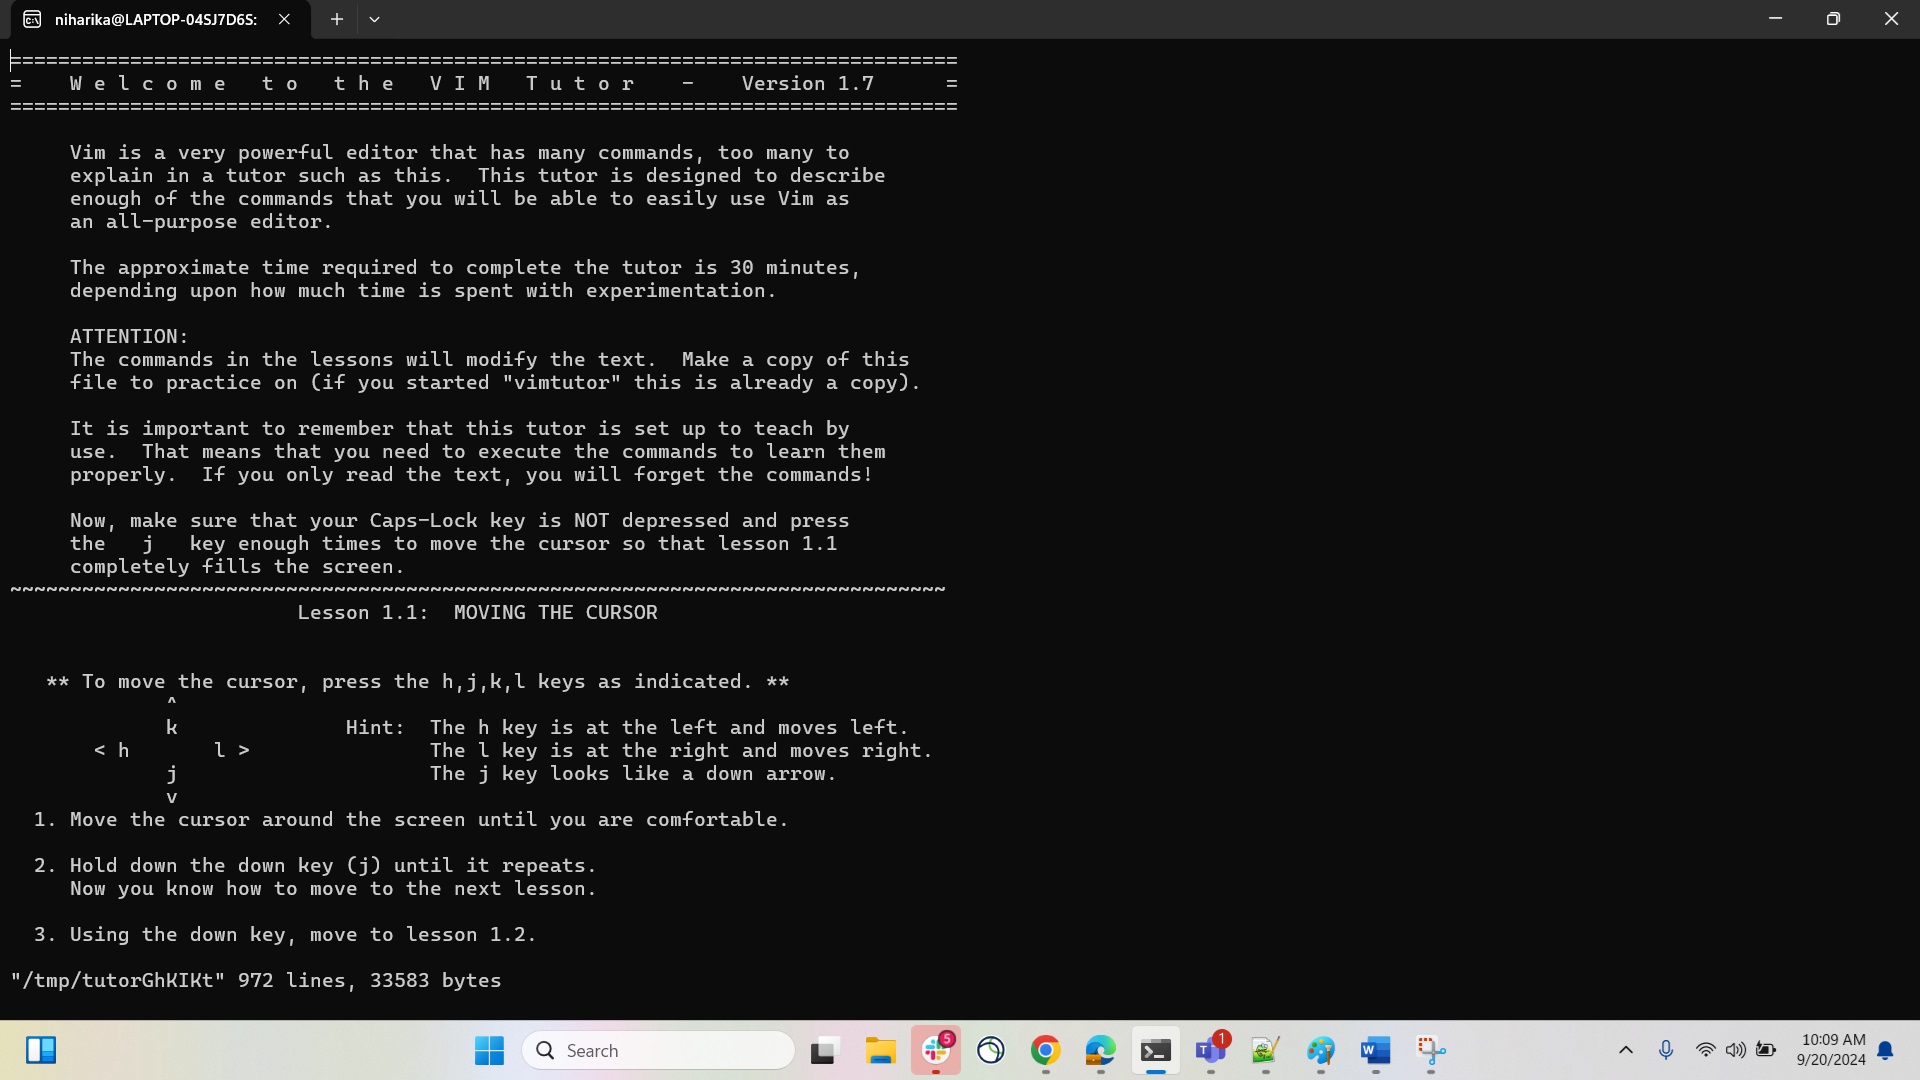 niharika@LAPTOP-04SJ7D6S:
===============================================================================
=    W e l c o m e   t o   t h e   V I M   T u t o r    -    Version 1.7      =
===============================================================================
Vim is a very powerful editor that has many commands, too many to
explain in a tutor such as this.  This tutor is designed to describe
enough of the commands that you will be able to easily use Vim as
an all-purpose editor.
The approximate time required to complete the tutor is 30 minutes,
depending upon how much time is spent with experimentation.
ATTENTION:
The commands in the lessons will modify the text.  Make a copy of this
file to practice on (if you started "vimtutor" this is already a copy).
It is important to remember that this tutor is set up to teach by
use.  That means that you need to execute the commands to learn them
properly.  If you only read the text, you will forget the commands!
Now, make sure that your Caps-Lock key is NOT depressed and press
the   j   key enough times to move the cursor so that lesson 1.1
completely fills the screen.
~~~~~~~~~~~~~~~~~~~~~~~~~~~~~~~~~~~~~~~~~~~~~~~~~~~~~~~~~~~~~~~~~~~~~~~~~~~~~~
Lesson 1.1:  MOVING THE CURSOR
** To move the cursor, press the h,j,k,l keys as indicated. **
^
k              Hint:  The h key is at the left and moves left.
< h       l >               The l key is at the right and moves right.
j                     The j key looks like a down arrow.
v
1. Move the cursor around the screen until you are comfortable.
2. Hold down the down key (j) until it repeats.
Now you know how to move to the next lesson.
3. Using the down key, move to lesson 1.2.
"/tmp/tutorGhKIKt" 972 lines, 33583 bytes
Search
5
1
10:09 AM
9/20/2024